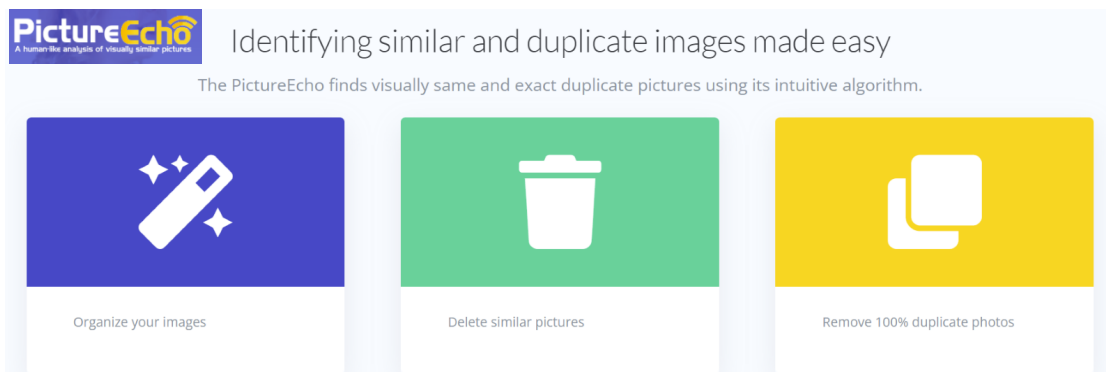 PictureEcho
A human-like analysis of visually similar pictures
Identifying similar and duplicate images made easy
The PictureEcho finds visually same and exact duplicate pictures using its intuitive algorithm.
Organize your images
Delete similar pictures
Remove 100% duplicate photos